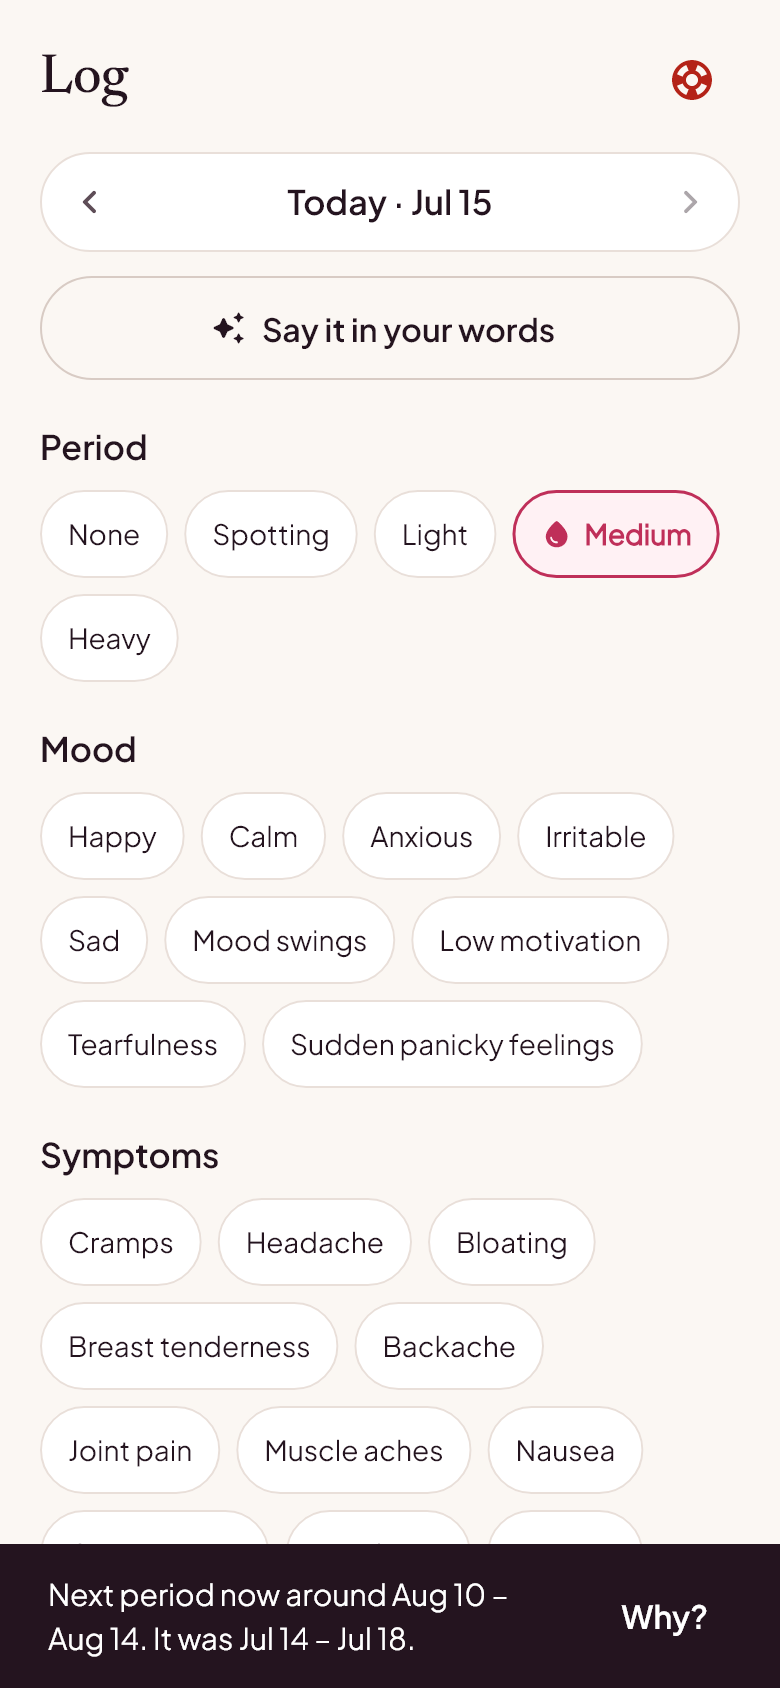 Log
Today · Jul 15
Say it in your words
Period
None Spotting Light Medium
Heavy
Mood
Happy Calm Anxious Irritable
Sad Mood swings Low motivation
Tearfulness Sudden panicky feelings
Symptoms
Cramps Headache Bloating
Breast tenderness Backache
Joint pain Muscle aches Nausea
Next period now around Aug 10 –
Aug 14. It was Jul 14 – Jul 18.
Why?